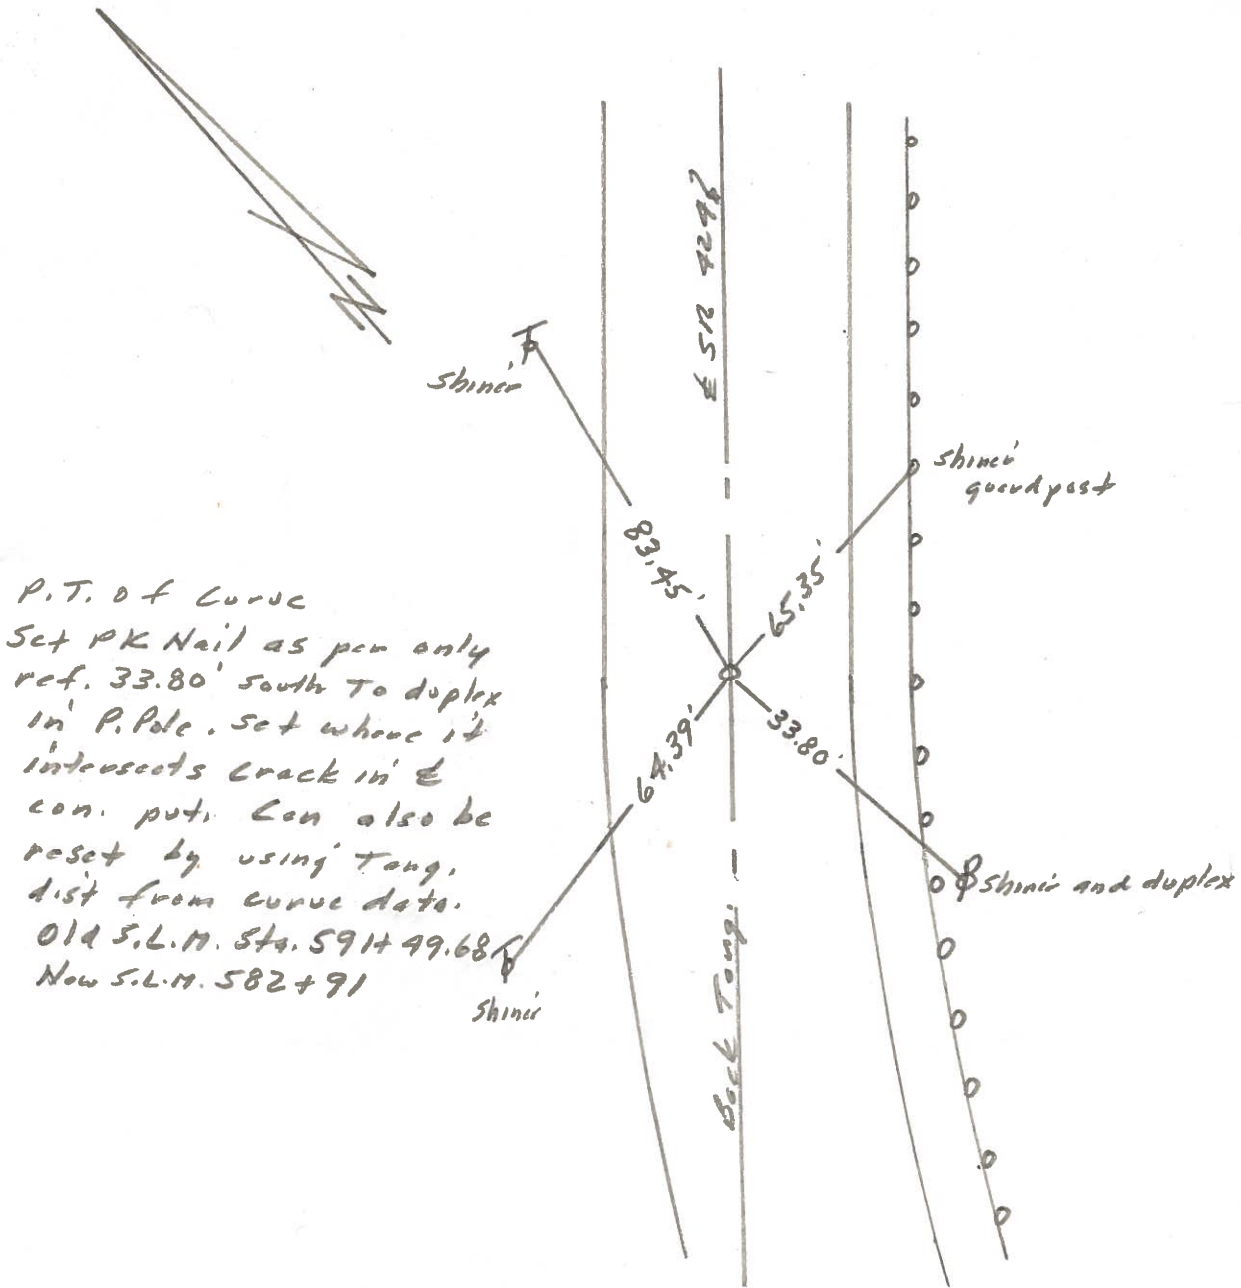 ℄ SR 424
Shiner
Shiner
guard post
83.45'
65.35'
P.T. of Curve
Set PK Nail as per only
ref. 33.80' South To duplex
in P.Pole. Set where it
intersects Crack in ℄
con. pvt. Can also be
reset by using Tang.
dist from curve data.
Old S.L.M. Sta. 591+49.68
New S.L.M. 582+91
64.39'
33.80'
Shiner and duplex
Shiner
Back Tang.
N